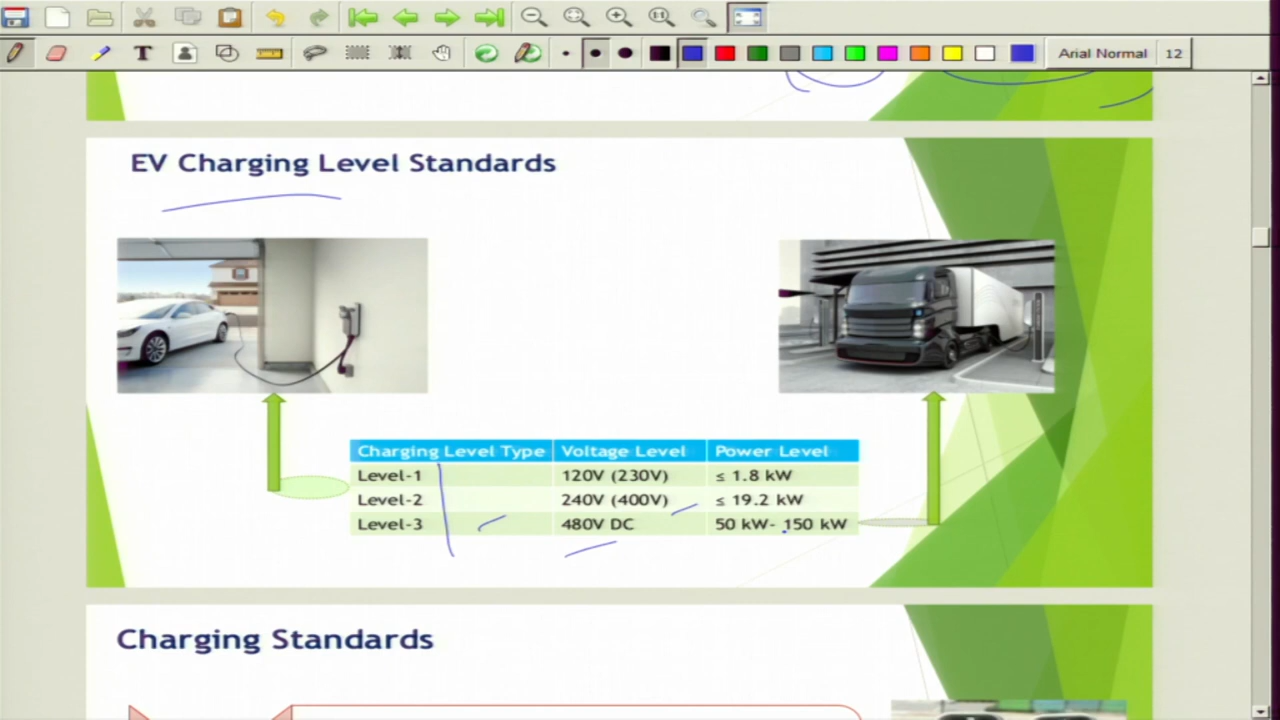 T
1:1
Arial Normal 12
EV Charging Level Standards
Charging Level Type Voltage Level Power Level
Level-1 120V (230V) ≤ 1.8 kW
Level-2 240V (400V) ≤ 19.2 kW
Level-3 480V DC 50 kW- 150 kW
Charging Standards